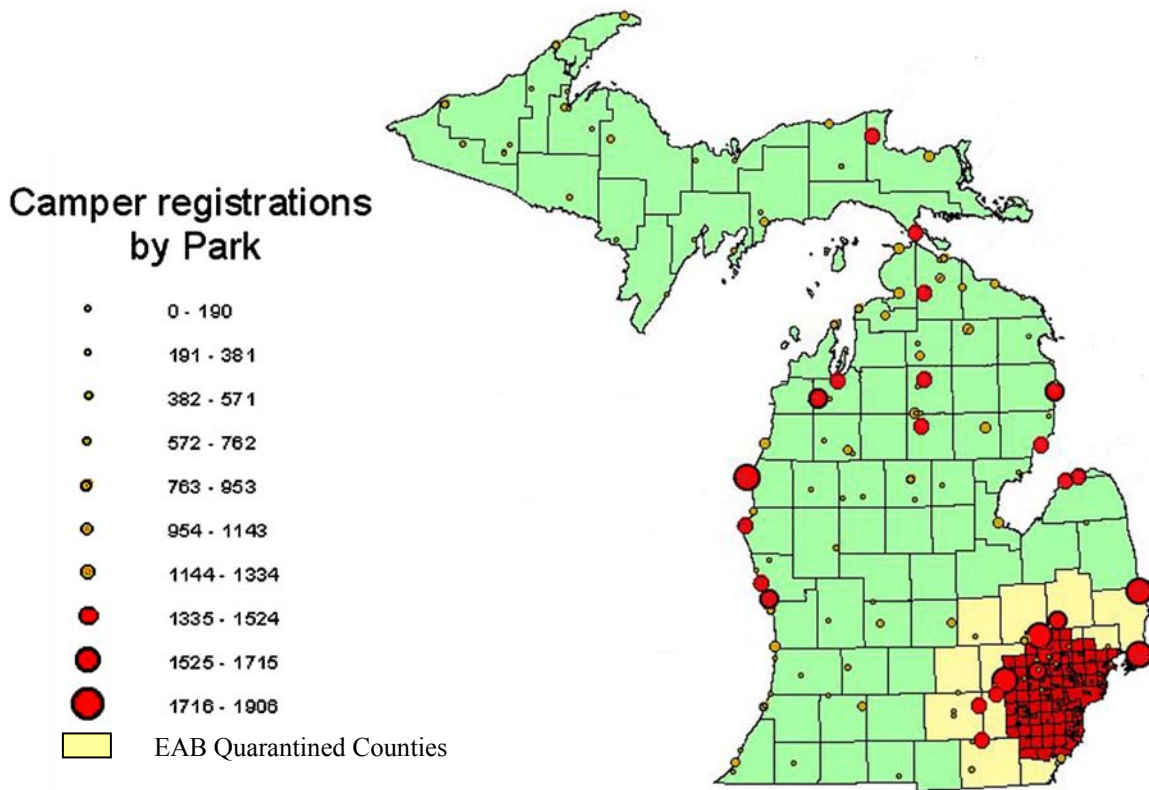 Camper registrations
by Park
0 - 190
191 - 381
382 - 571
572 - 762
763 - 953
954 - 1143
1144 - 1334
1335 - 1524
1525 - 1715
1716 - 1906
EAB Quarantined Counties